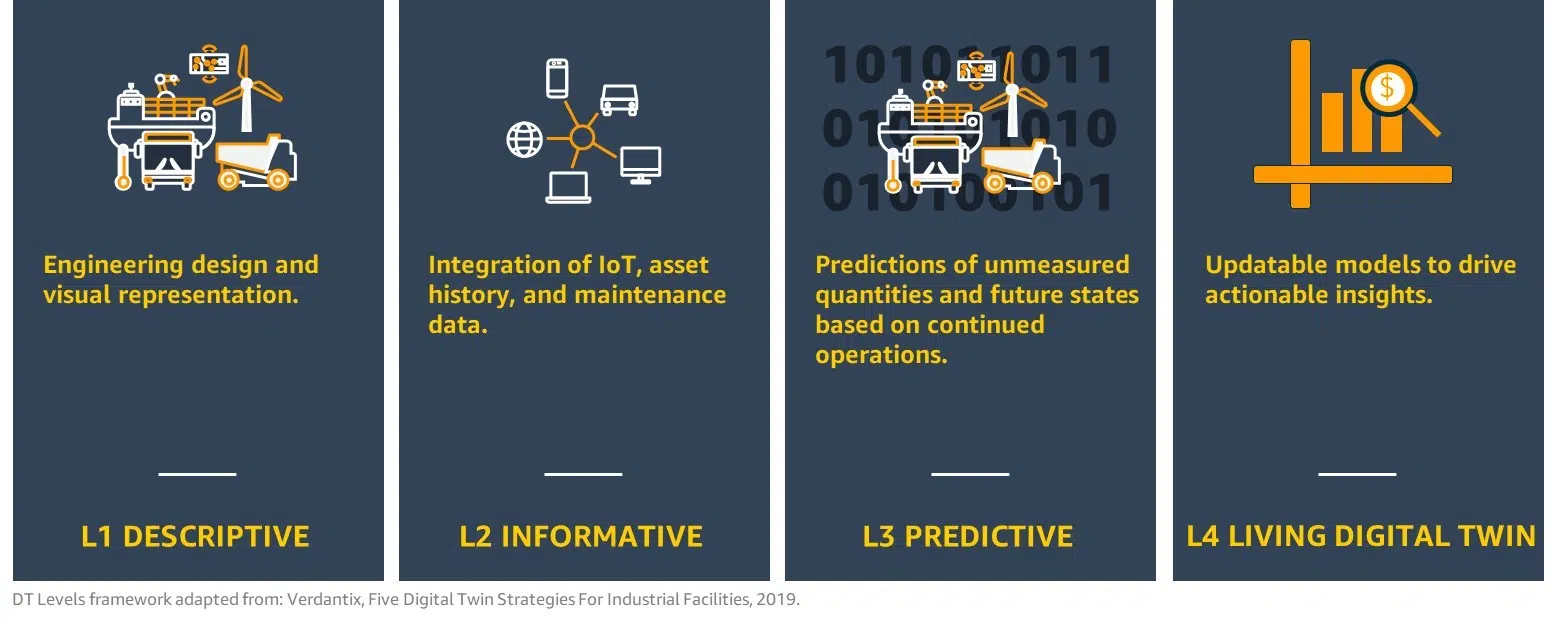 101011011
010101010
010100101
$
Engineering design and
visual representation.
Integration of IoT, asset
history, and maintenance
data.
Predictions of unmeasured
quantities and future states
based on continued
operations.
Updatable models to drive
actionable insights.
L1 DESCRIPTIVE
L2 INFORMATIVE
L3 PREDICTIVE
L4 LIVING DIGITAL TWIN
DT Levels framework adapted from: Verdantix, Five Digital Twin Strategies For Industrial Facilities, 2019.